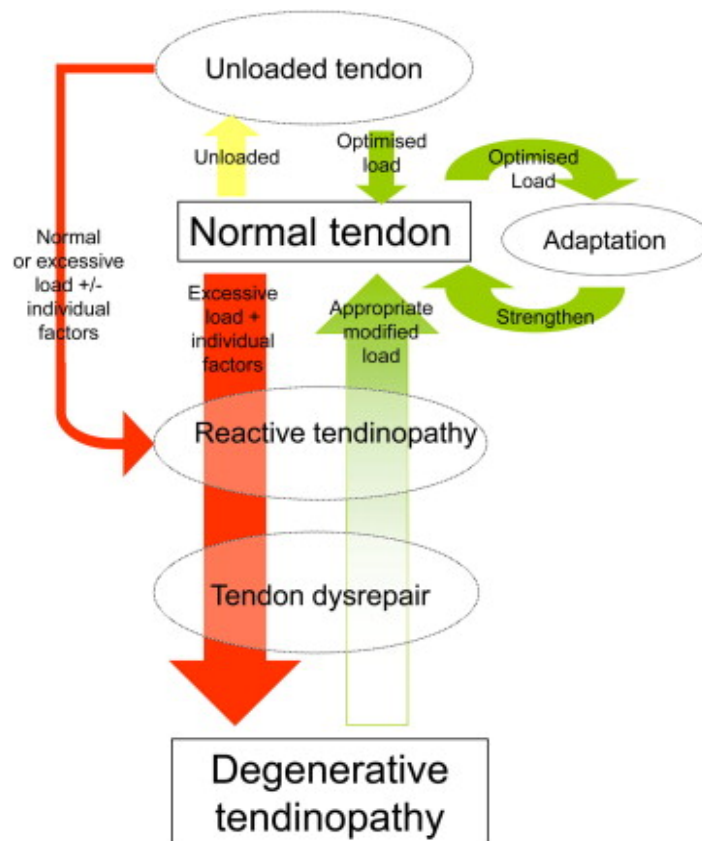 Unloaded tendon
Unloaded
Optimised
load
Optimised
Load
Normal tendon
Adaptation
Normal
or excessive
load +/-
individual
factors
Excessive
load +
individual
factors
Appropriate
modified
load
Strengthen
Reactive tendinopathy
Tendon dysrepair
Degenerative
tendinopathy